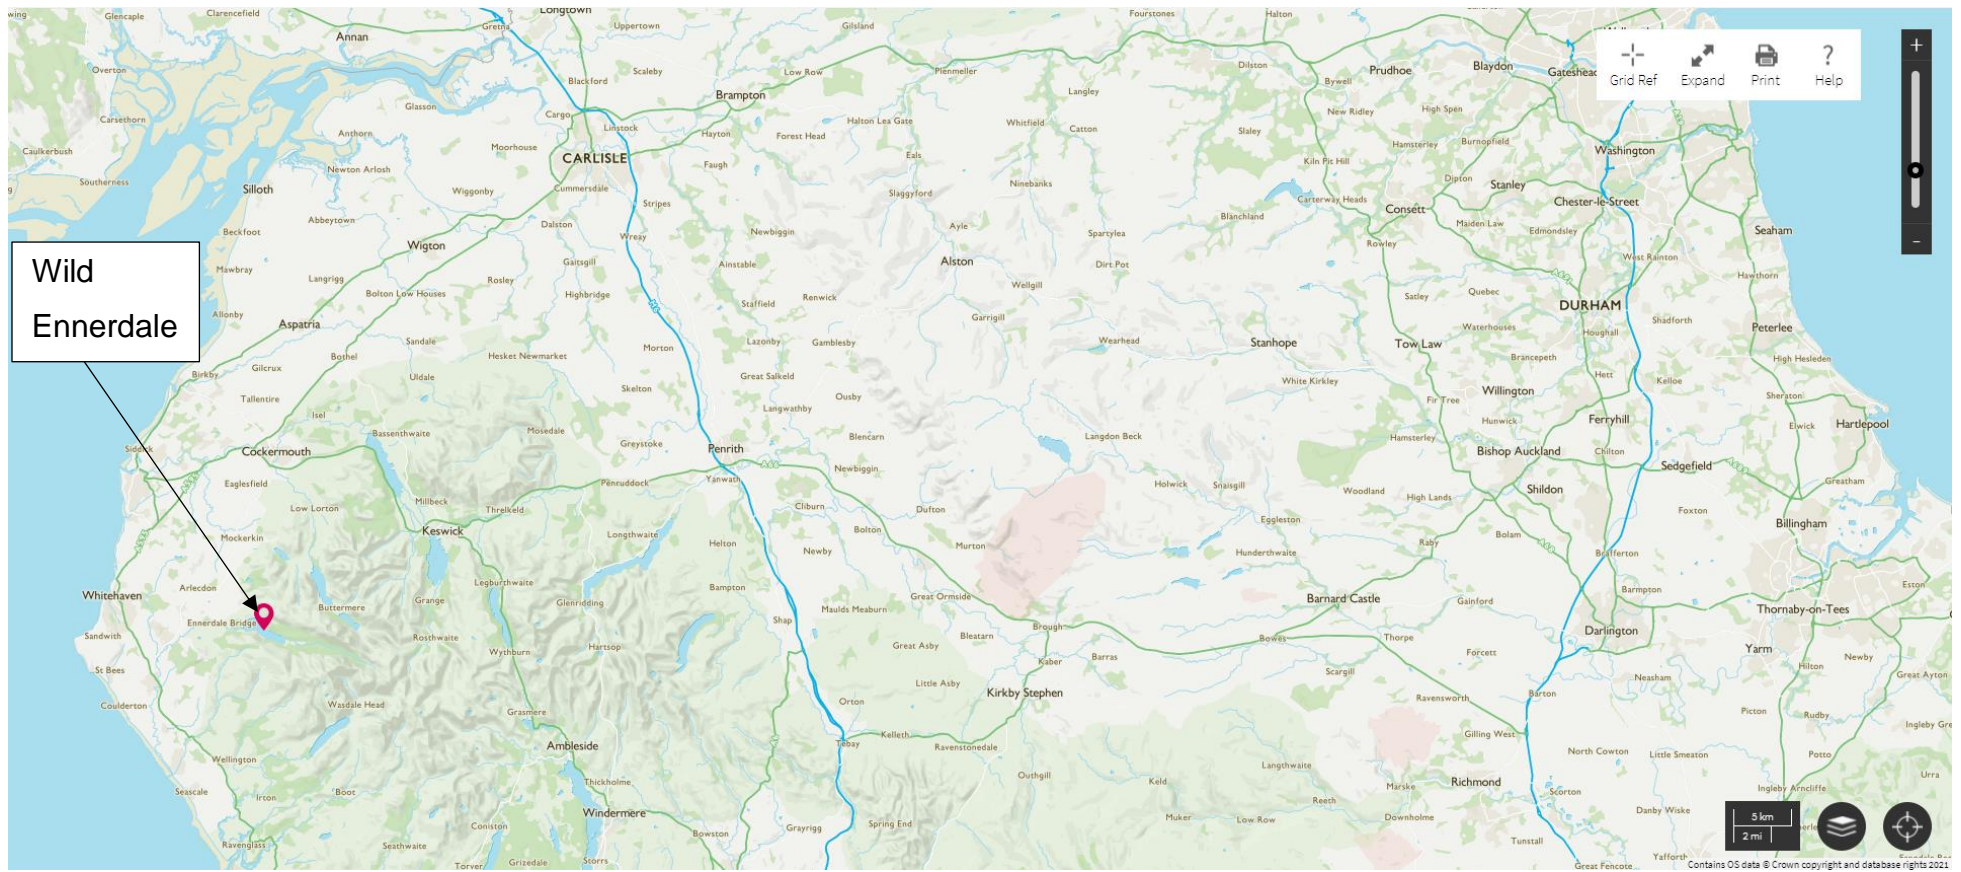 Glencaple
Clarencefield
Longtown
Uppertown
Gilsland
Fourstones
Halton
Annan
Gretna
Overton
Blackford
Scaleby
Low Row
Plenmeller
Dilston
Bywell
Prudhoe
Blaydon
Gateshead
Grid Ref
Expand
Print
Help
Carsethorn
Glasson
Cargo
Brampton
Langley
New Ridley
High Spen
Caulkerbush
Anthorn
Moorhouse
Linstock
Hayton
Forest Head
Halton Lea Gate
Whitfield
Catton
Slaley
Hamsterley
Burnopfield
Washington
Southerness
Newton Arlosh
CARLISLE
Faugh
Eals
Kiln Pit Hill
Silloth
Wiggonby
Cummersdale
Slaggyford
Ninebanks
Dipton
Stanley
Abbeytown
Dalston
Stripes
Carterway Heads
Consett
Chester-le-Street
Beckfoot
Wigton
Wreay
Newbiggin
Ayle
Spartylea
Blanchland
Rowley
Maiden Law
Edmondsley
Seaham
Wild
Ennerdale
Mawbray
Langrigg
Gaitsgill
Ainstable
Alston
Dirt Pot
West Rainton
Hawthorn
Bolton Low Houses
Rosley
Highbridge
M6
Staffield
Renwick
Wellgill
Satley
Quebec
DURHAM
Allonby
Aspatria
Garrigill
Waterhouses
Houghall
Shadforth
Peterlee
Bothel
Sandale
Hesket Newmarket
Morton
Lazonby
Gamblesby
Wearhead
Stanhope
Tow Law
Brancepeth
High Hesleden
Birkby
Gilcrux
Uldale
Skelton
Great Salkeld
White Kirkley
Willington
Hett
Kelloe
Tallentire
Isel
Langwathby
Ousby
Fir Tree
Sheraton
Bassenthwaite
Mosedale
Greystoke
Blencarn
Langdon Beck
Hamsterley
Hunwick
Ferryhill
Elwick
Hartlepool
Siddick
Cockermouth
Penrith
A66
Newbiggin
Bishop Auckland
Chilton
Sedgefield
Eaglesfield
Penruddock
Yanwath
Holwick
Snaisgill
Woodland
High Lands
Shildon
Greatham
Low Lorton
Millbeck
Threlkeld
Cliburn
Dufton
Eggleston
Foxton
Billingham
Mockerkin
Keswick
Longthwaite
Helton
Bolton
Murton
Raby
Bolam
Newby
Hunderthwaite
Brafferton
Whitehaven
Arlecdon
Buttermere
Legburthwaite
Grange
Glenridding
Bampton
Maulds Meaburn
Great Ormside
Barnard Castle
Gainford
Barmpton
Eston
Thornaby-on-Tees
Sandwith
Ennerdale Bridge
Rosthwaite
Wythburn
Hartsop
Shap
Bleatarn
Brough
Bowes
Thorpe
Darlington
Yarm
St Bees
Great Asby
Kaber
Barras
Scargill
Forcett
Hilton
Newby
Great Ayton
Coulderton
Wasdale Head
Grasmere
Little Asby
Orton
Kirkby Stephen
Ravensworth
Barton
Neasham
Picton
Rudby
Ingleby Gre
Wellington
Ambleside
Tebay
Kelleth
Ravenstonedale
Gilling West
North Cowton
Little Smeaton
Potto
Seascale
Irton
Boot
Thickholme
Outhgill
Keld
Langthwaite
Marske
Richmond
Scorton
Urra
Ingleby Arncliffe
Windermere
Reeth
Danby Wiske
Ravenglass
Seathwaite
Coniston
Bowston
Grayrigg
Spring End
Muker
Low Row
Downholme
Tunstall
5 km
2 mi
Torver
Grizedale
Storrs
Great Fencote
Yafforth
Contains OS data © Crown copyright and database rights 2021